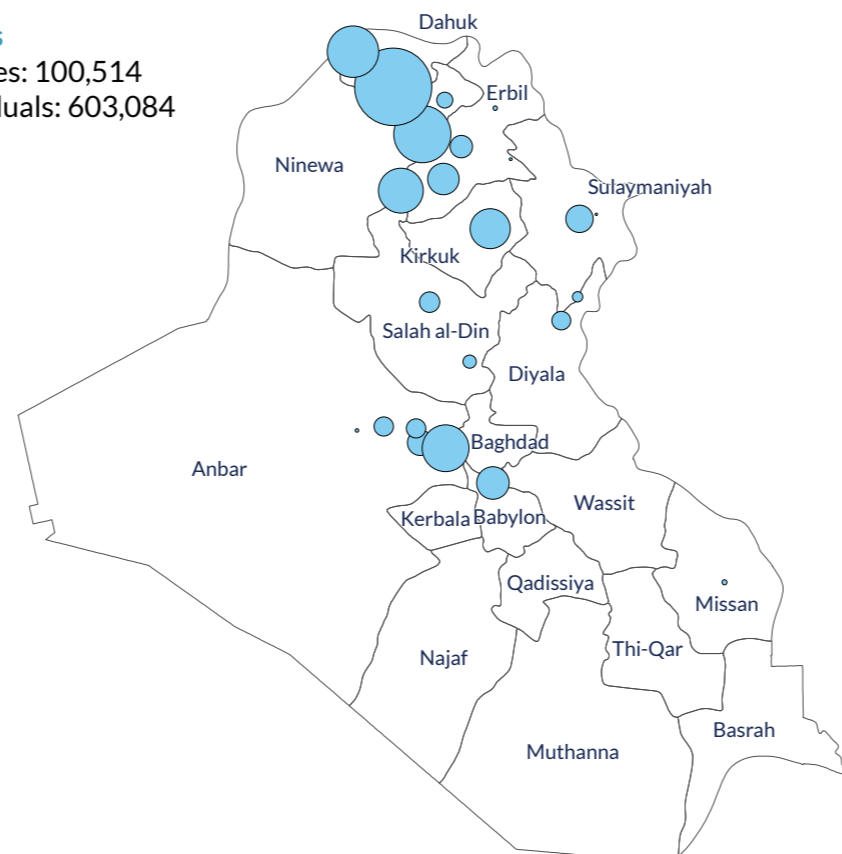 Dahuk
s
es: 100,514
duals: 603,084
Erbil
Ninewa
Sulaymaniyah
Kirkuk
Salah al-Din
Diyala
Baghdad
Anbar
Wassit
Kerbala
Babylon
Qadissiya
Missan
Thi-Qar
Najaf
Basrah
Muthanna